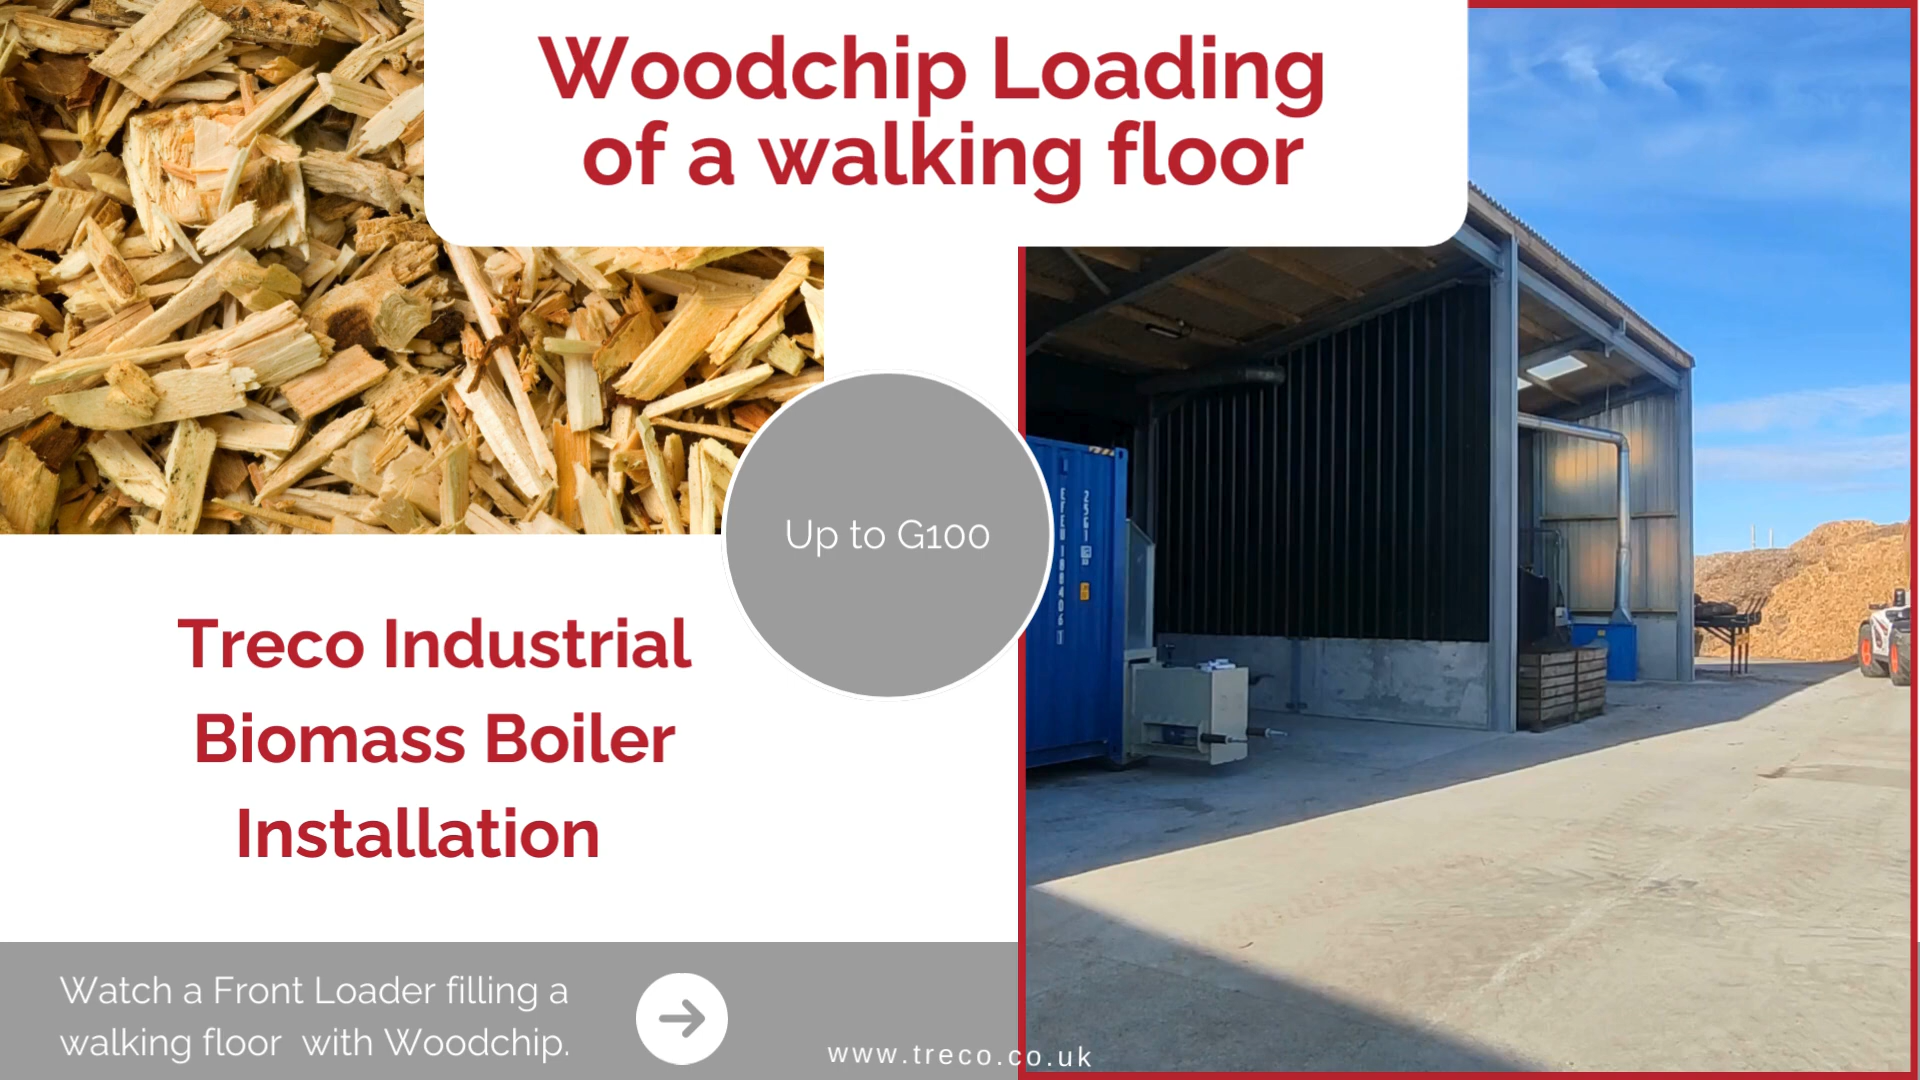 Woodchip Loading
of a walking floor
Up to G100
Treco Industrial
Biomass Boiler
Installation
Watch a Front Loader filling a
walking floor with Woodchip.
www.treco.co.uk